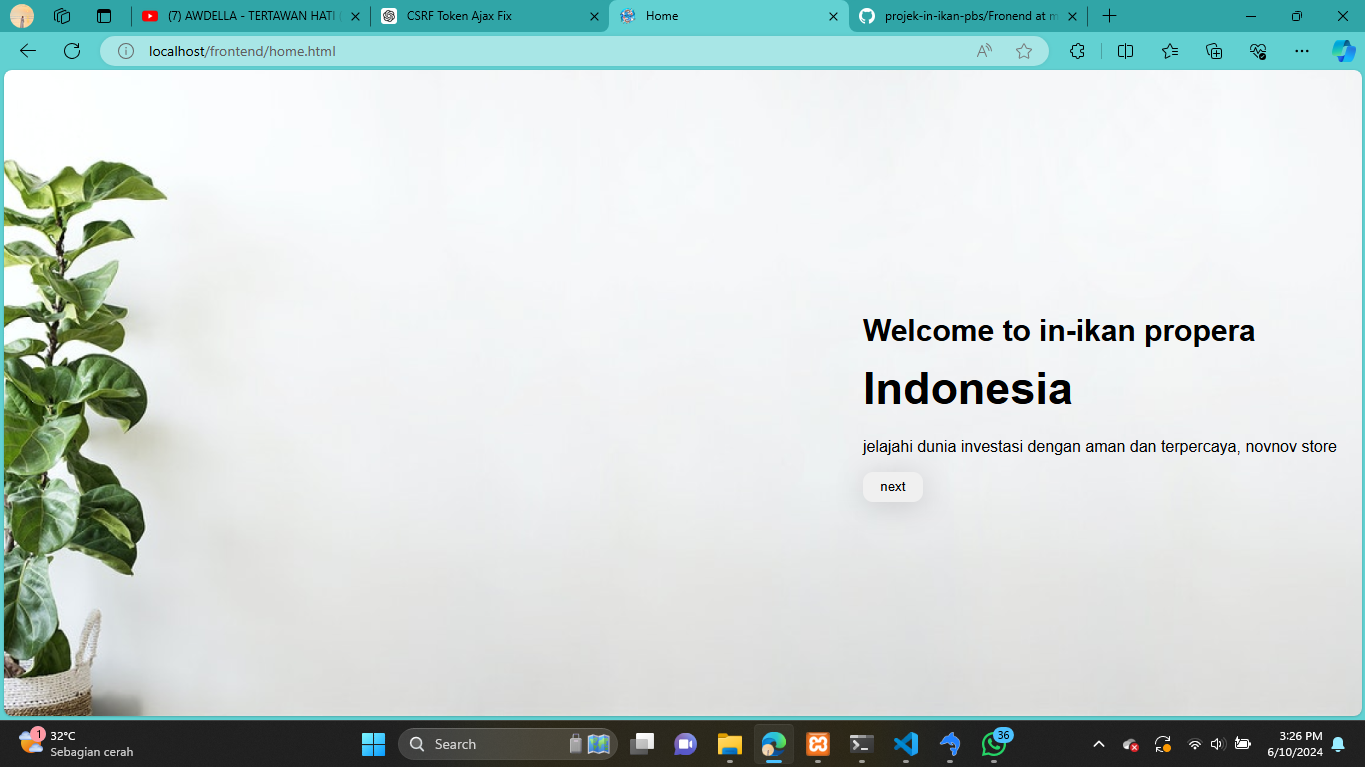 (7) AWDELLA - TERTAWAN HATI (
CSRF Token Ajax Fix
Home
projek-in-ikan-pbs/Fronend at m
localhost/frontend/home.html
Welcome to in-ikan propera
Indonesia
jelajahi dunia investasi dengan aman dan terpercaya, novnov store
next
1
32°C
Sebagian cerah
Search
36
3:26 PM
6/10/2024